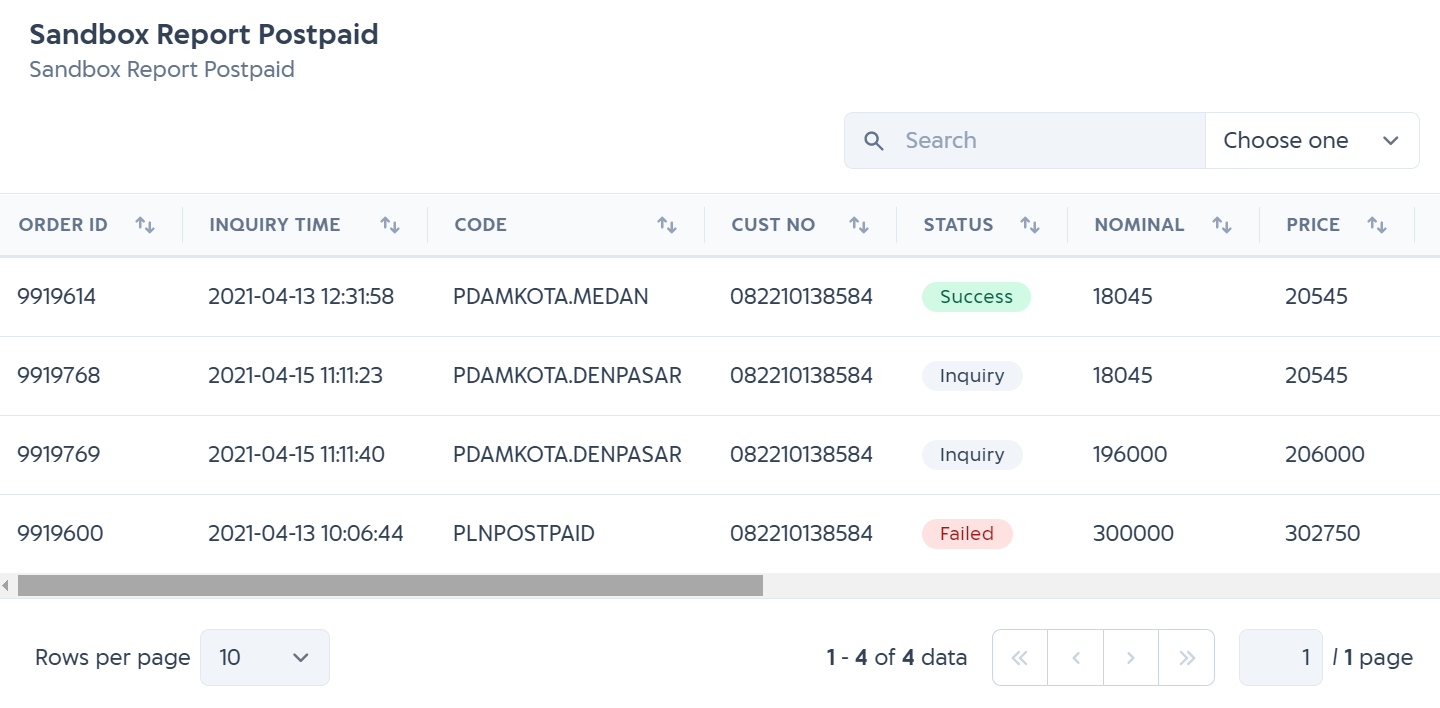 Sandbox Report Postpaid
Sandbox Report Postpaid
Search Choose one
ORDER ID INQUIRY TIME CODE CUST NO STATUS NOMINAL PRICE
9919614 2021-04-13 12:31:58 PDAMKOTA.MEDAN 082210138584 Success 18045 20545
9919768 2021-04-15 11:11:23 PDAMKOTA.DENPASAR 082210138584 Inquiry 18045 20545
9919769 2021-04-15 11:11:40 PDAMKOTA.DENPASAR 082210138584 Inquiry 196000 206000
9919600 2021-04-13 10:06:44 PLNPOSTPAID 082210138584 Failed 300000 302750
Rows per page 10 1 - 4 of 4 data 1 / 1 page